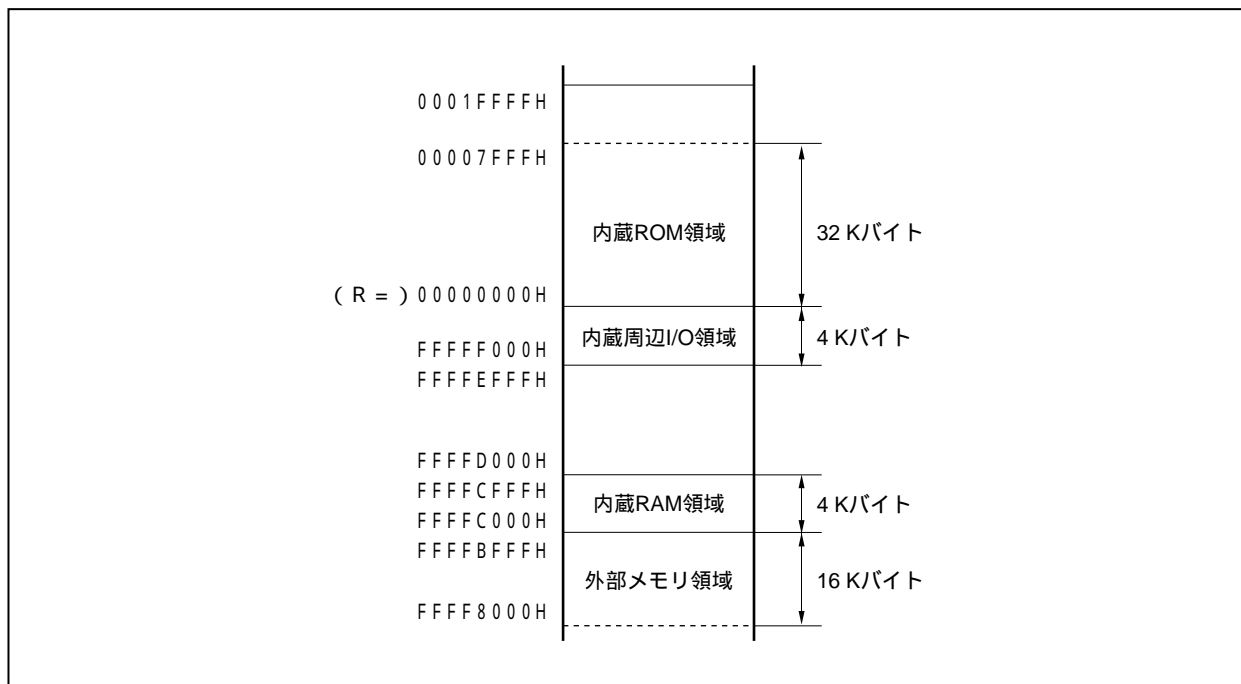 0001FFFFH
00007FFFH
内蔵ROM領域 32 Kバイト
( R = ) 00000000H
内蔵周辺I/O領域 4 Kバイト
FFFFF000H
FFFFEFFFH
FFFFD000H
FFFFCFFFH
内蔵RAM領域 4 Kバイト
FFFFC000H
FFFFBFFFH
外部メモリ領域 16 Kバイト
FFFF8000H